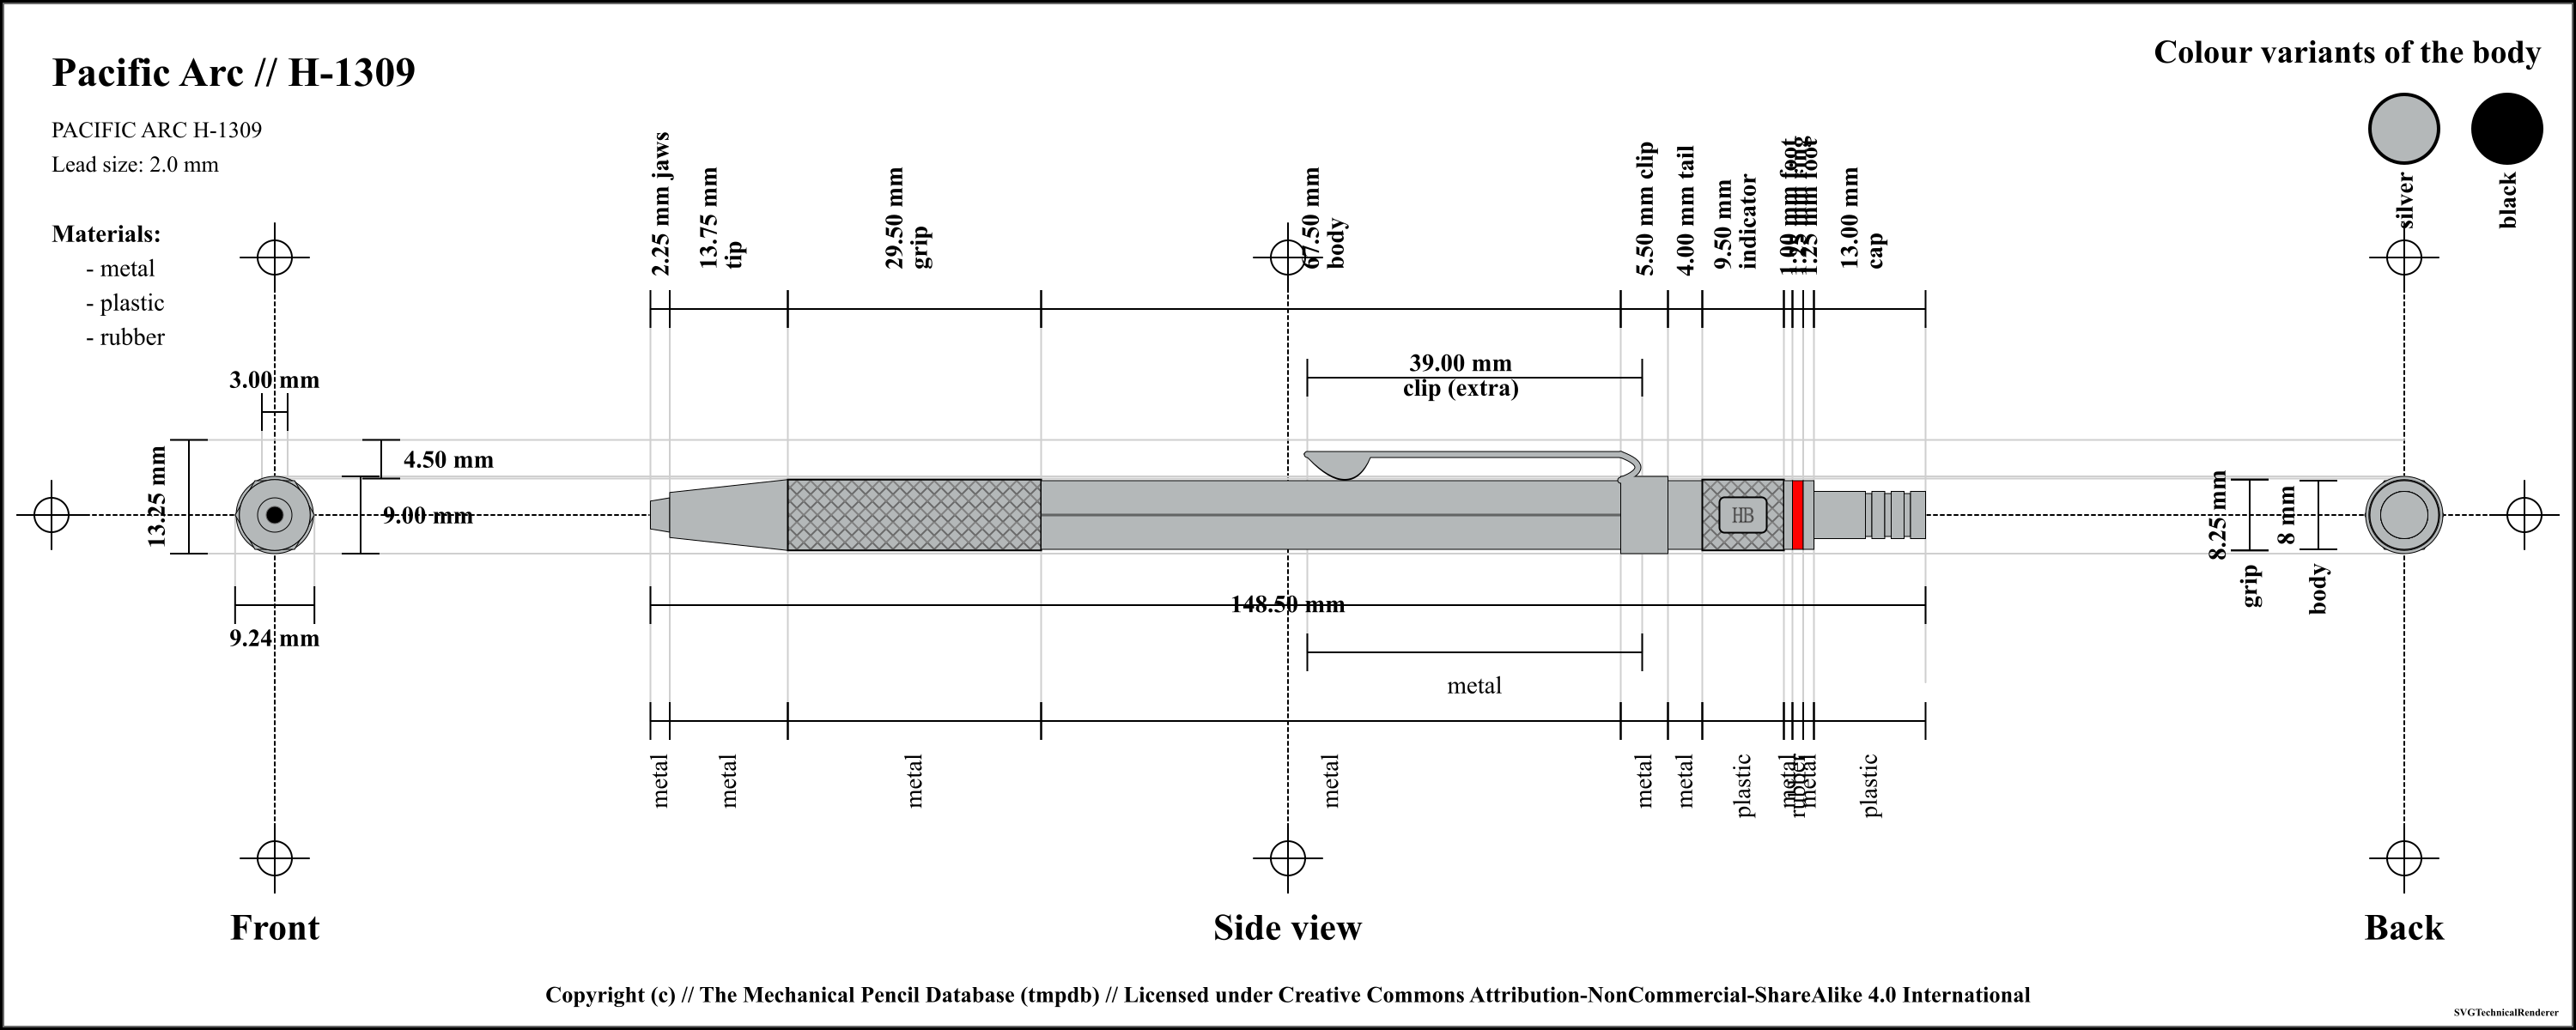 Pacific Arc // H-1309
Colour variants of the body
PACIFIC ARC H-1309
Lead size: 2.0 mm
silver
black
Materials:
- metal
- plastic
- rubber
2.25 mm jaws
13.75 mm
tip
29.50 mm
grip
67.50 mm
body
5.50 mm clip
4.00 mm tail
9.50 mm
indicator
1.00 mm foot
1.25 mm ring
1.25 mm foot
13.00 mm
cap
39.00 mm
clip (extra)
3.00 mm
4.50 mm
13.25 mm
9.00 mm
9.24 mm
HB
148.50 mm
8.25 mm
grip
8 mm
body
metal
metal
metal
metal
metal
metal
metal
plastic
metal
rubber
metal
plastic
Front
Side view
Back
Copyright (c) // The Mechanical Pencil Database (tmpdb) // Licensed under Creative Commons Attribution-NonCommercial-ShareAlike 4.0 International
SVGTechnicalRenderer